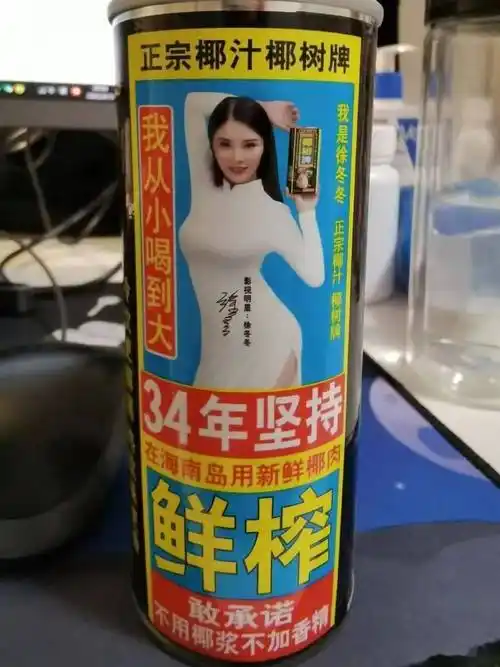 正宗椰汁椰树牌
我从小喝到大
我是徐冬冬 正宗椰汁 椰树牌
椰树牌
影视明星:徐冬冬
34年坚持
在海南岛用新鲜椰肉
鲜榨
敢承诺
不用椰浆不加香精